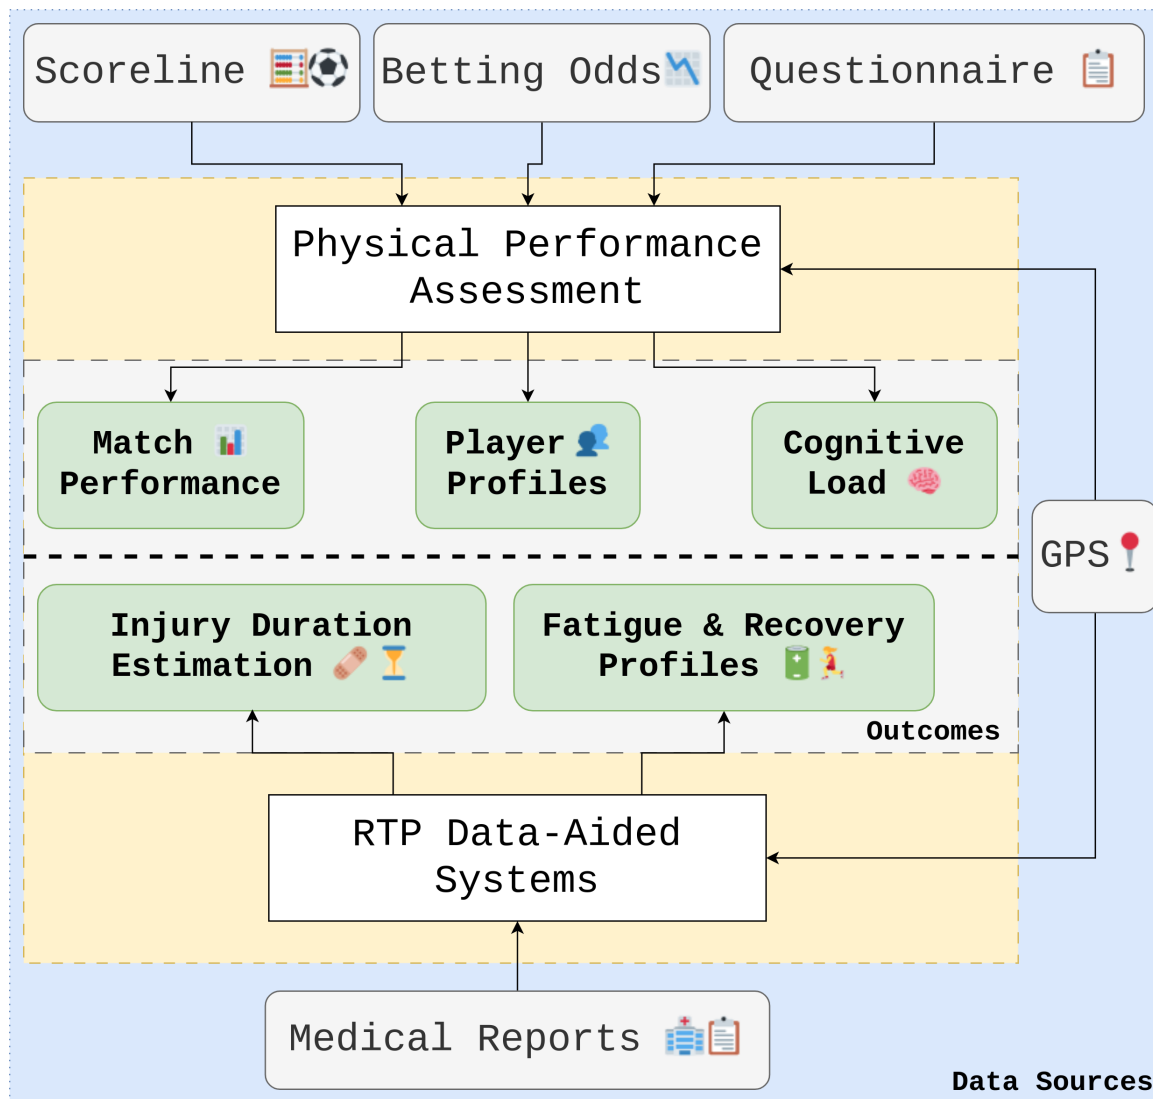 Scoreline
Betting Odds
Questionnaire
Physical Performance
Assessment
Match
Performance
Player
Profiles
Cognitive
Load
GPS
Injury Duration
Estimation
Fatigue & Recovery
Profiles
Outcomes
RTP Data-Aided
Systems
Medical Reports
Data Sources